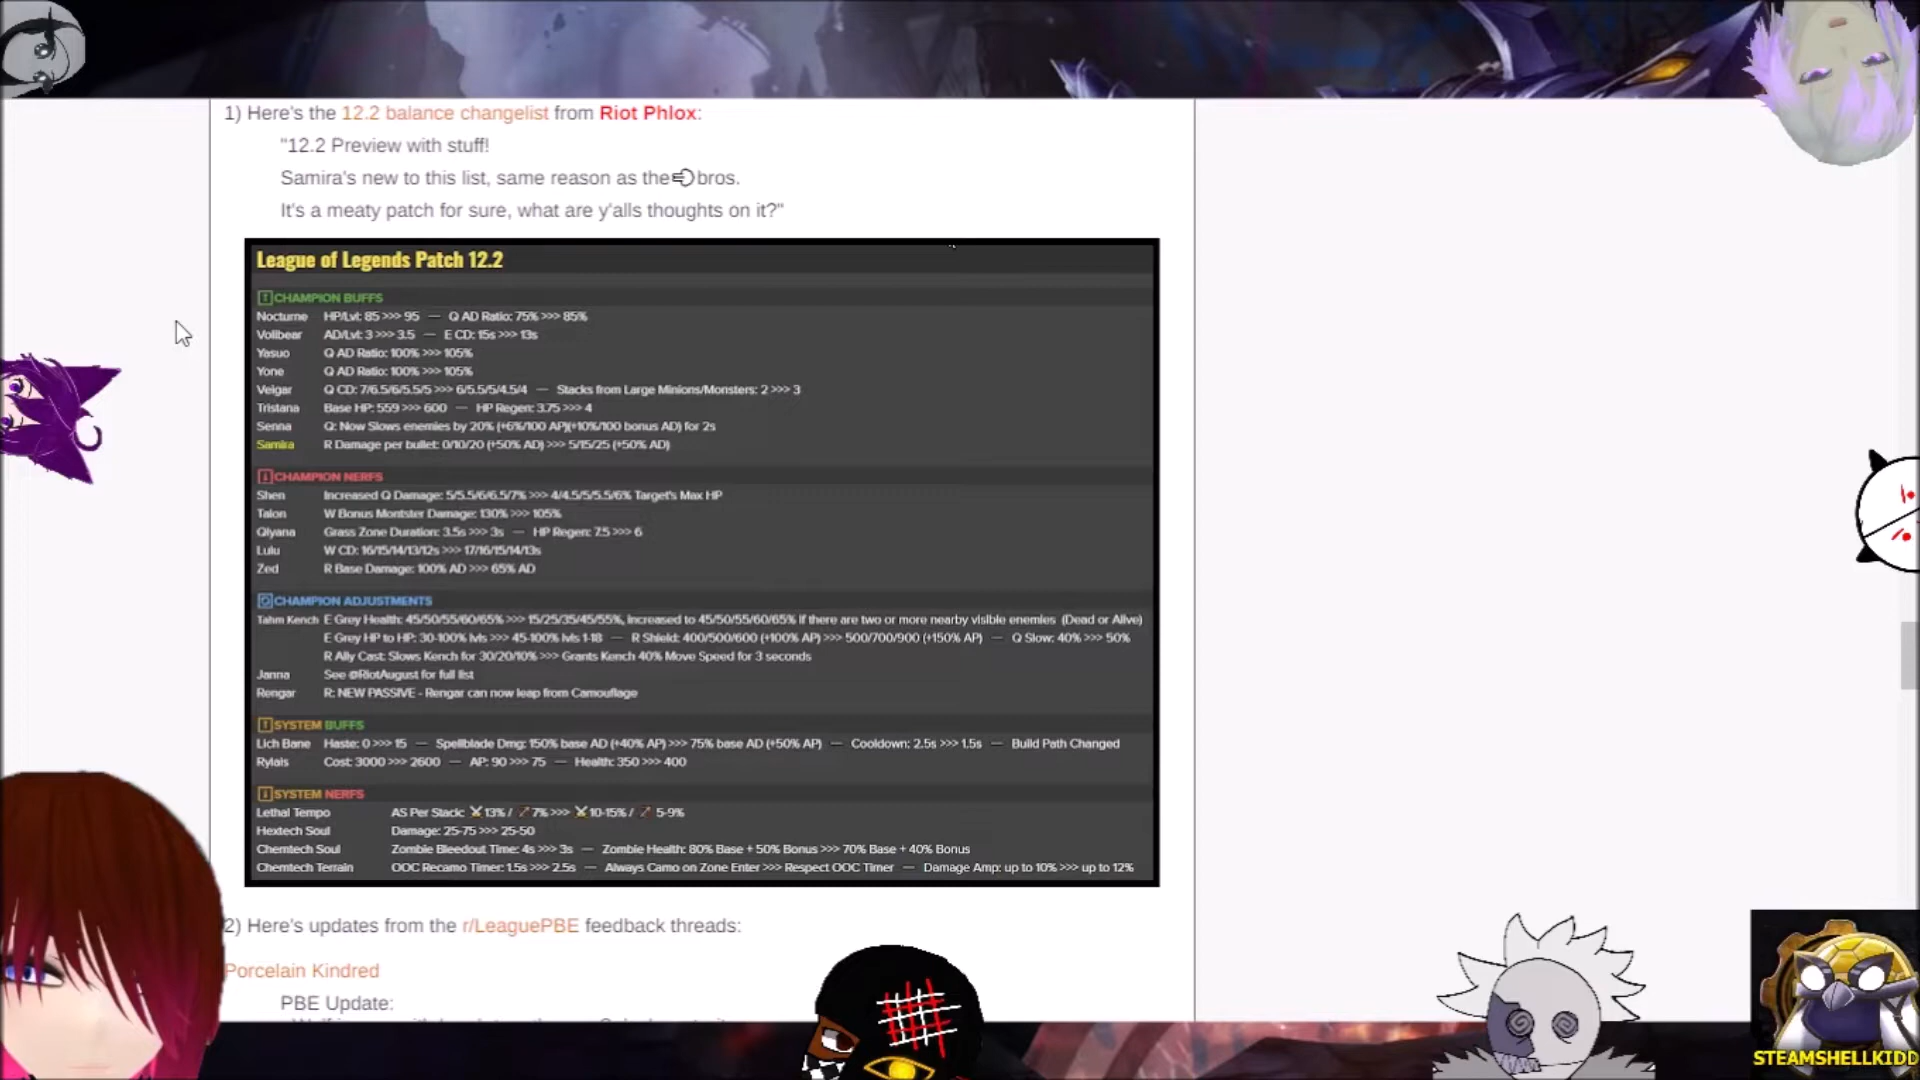 1) Here's the 12.2 balance changelist from Riot Phlox:
"12.2 Preview with stuff!
Samira's new to this list, same reason as the bros.
It's a meaty patch for sure, what are y'alls thoughts on it?"
League of Legends Patch 12.2
CHAMPION BUFFS
Nocturne HP/Lvl: 85 >>> 95 — Q AD Ratio: 75% >>> 85%
Volibear AD/Lvl: 3 >>> 3.5 — E CD: 15s >>> 13s
Yasuo Q AD Ratio: 100% >>> 105%
Yone Q AD Ratio: 100% >>> 105%
Veigar Q CD: 7/6.5/6/5.5/5 >>> 6/5.5/5/4.5/4 — Stacks from Large Minions/Monsters: 2 >>> 3
Tristana Base HP: 559 >>> 600 — HP Regen: 3.75 >>> 4
Senna Q: Now Slows enemies by 20% (+6%/100 AP)(+10%/100 bonus AD) for 2s
Samira R Damage per bullet: 0/10/20 (+50% AD) >>> 5/15/25 (+50% AD)
CHAMPION NERFS
Shen Increased Q Damage: 5/5.5/6/6.5/7% >>> 4/4.5/5/5.5/6% Target's Max HP
Talon W Bonus Montster Damage: 130% >>> 105%
Qiyana Grass Zone Duration: 3.5s >>> 3s — HP Regen: 7.5 >>> 6
Lulu W CD: 16/15/14/13/12s >>> 17/16/15/14/13s
Zed R Base Damage: 100% AD >>> 65% AD
CHAMPION ADJUSTMENTS
Tahm Kench E Grey Health: 45/50/55/60/65% >>> 15/25/35/45/55%, increased to 45/50/55/60/65% if there are two or more nearby visible enemies (Dead or Alive)
E Grey HP to HP: 30-100% lvls >>> 45-100% lvls 1-18 — R Shield: 400/500/600 (+100% AP) >>> 500/700/900 (+150% AP) — Q Slow: 40% >>> 50%
R Ally Cast: Slows Kench for 30/20/10% >>> Grants Kench 40% Move Speed for 3 seconds
Janna See @RiotAugust for full list
Rengar R: NEW PASSIVE - Rengar can now leap from Camouflage
SYSTEM BUFFS
Lich Bane Haste: 0 >>> 15 — Spellblade Dmg: 150% base AD (+40% AP) >>> 75% base AD (+50% AP) — Cooldown: 2.5s >>> 1.5s — Build Path Changed
Rylais Cost: 3000 >>> 2600 — AP: 90 >>> 75 — Health: 350 >>> 400
SYSTEM NERFS
Lethal Tempo AS Per Stack: 13% / 7% >>> 10-15% / 5-9%
Hextech Soul Damage: 25-75 >>> 25-50
Chemtech Soul Zombie Bleedout Time: 4s >>> 3s — Zombie Health: 80% Base + 50% Bonus >>> 70% Base + 40% Bonus
Chemtech Terrain OOC Recamo Timer: 1.5s >>> 2.5s — Always Camo on Zone Enter >>> Respect OOC Timer — Damage Amp: up to 10% >>> up to 12%
2) Here's updates from the r/LeaguePBE feedback threads:
Porcelain Kindred
PBE Update:
STEAMSHELLKIDD